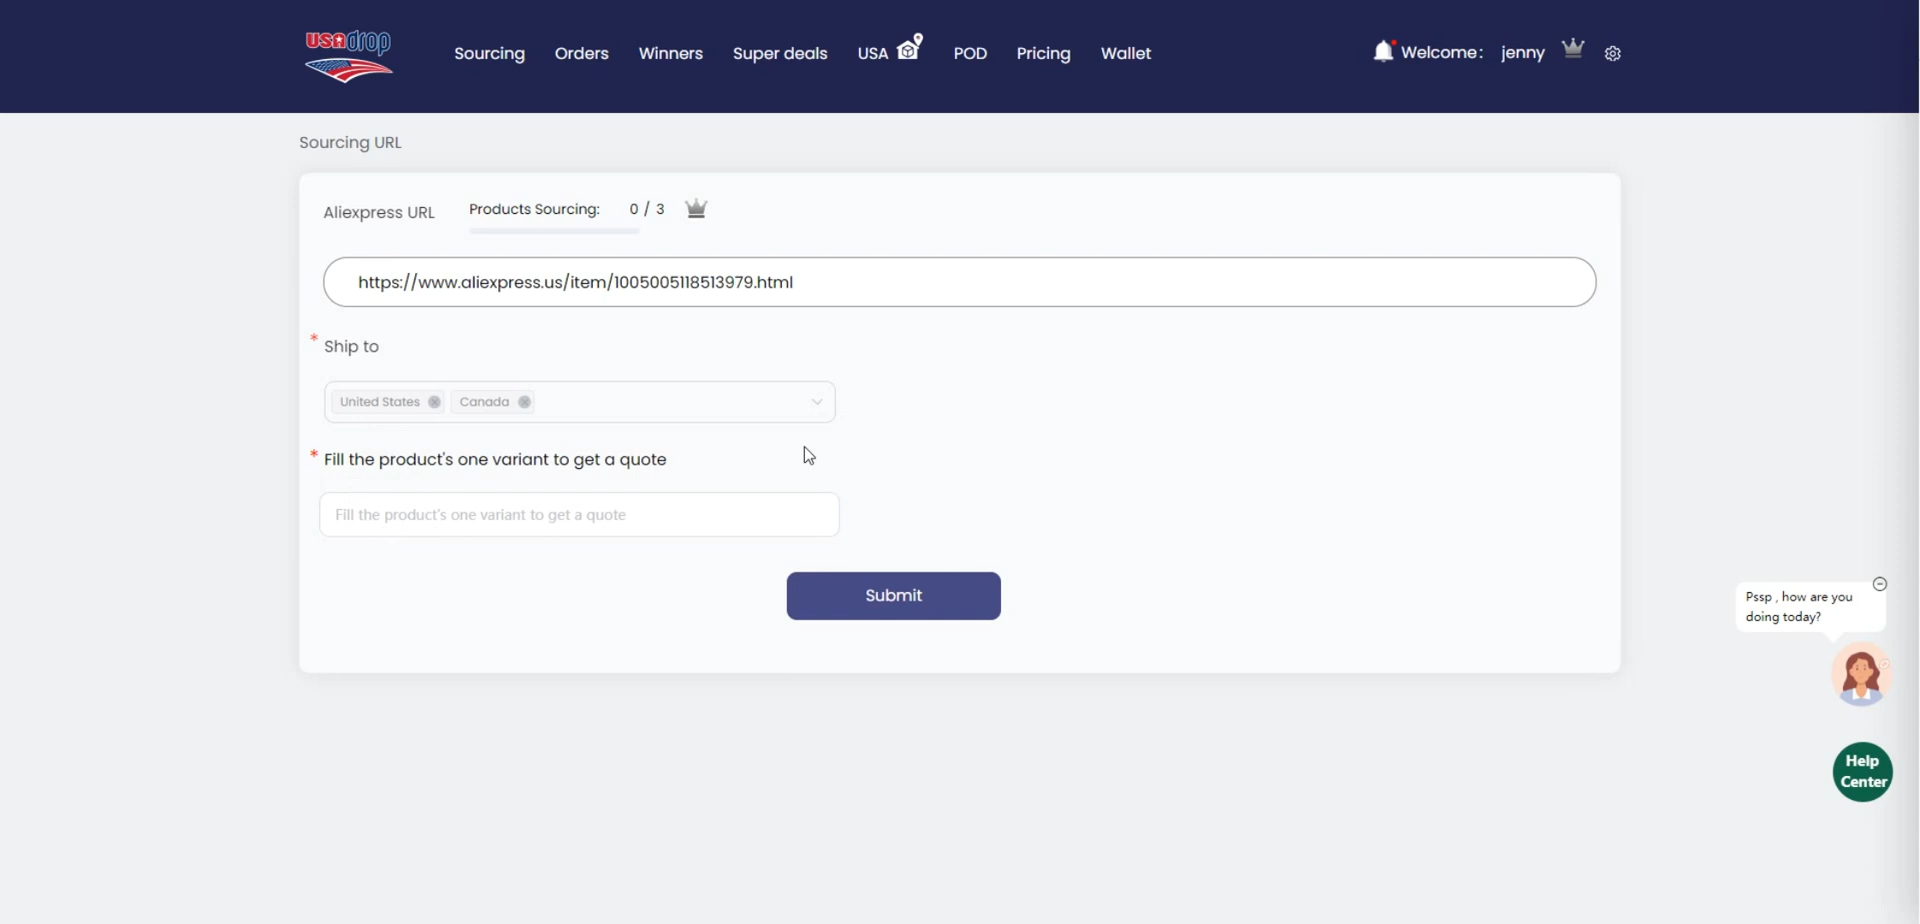 usadrop
Sourcing Orders Winners Super deals USA POD Pricing Wallet
Welcome: jenny
Sourcing URL
Aliexpress URL Products Sourcing: 0 / 3
https://www.aliexpress.us/item/1005005118513979.html
* Ship to
United States Canada
* Fill the product's one variant to get a quote
Fill the product's one variant to get a quote
Submit
Pssp , how are you
doing today?
Help
Center